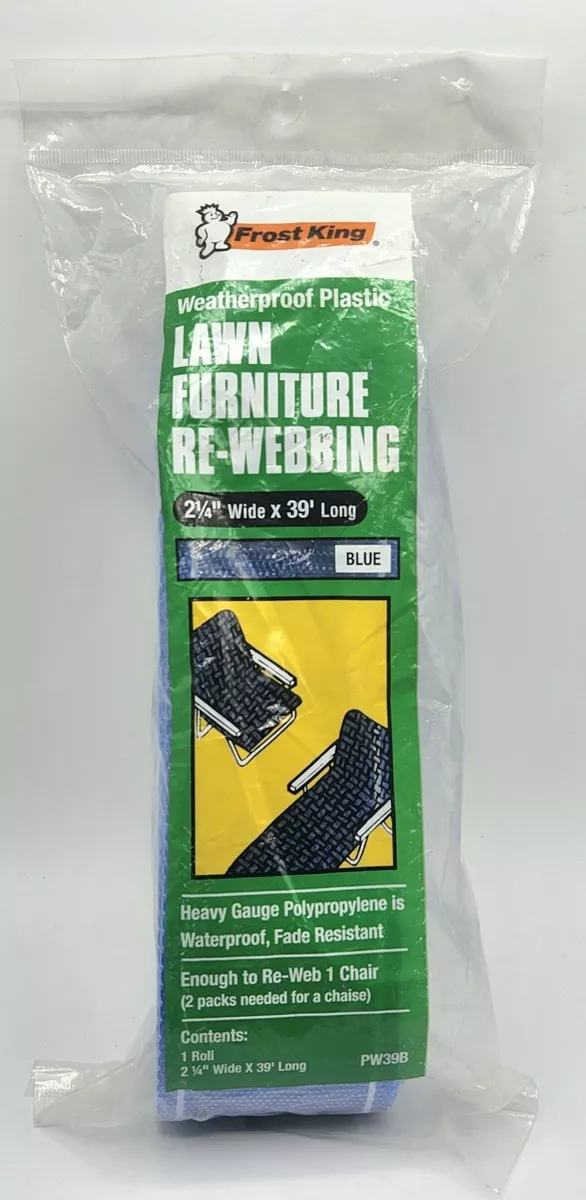 Frost King ®
Weatherproof Plastic
LAWN
FURNITURE
RE-WEBBING
2¼" Wide X 39' Long
BLUE
Heavy Gauge Polypropylene is
Waterproof, Fade Resistant
Enough to Re-Web 1 Chair
(2 packs needed for a chaise)
Contents:
1 Roll
2 ¼" Wide X 39' Long
PW39B